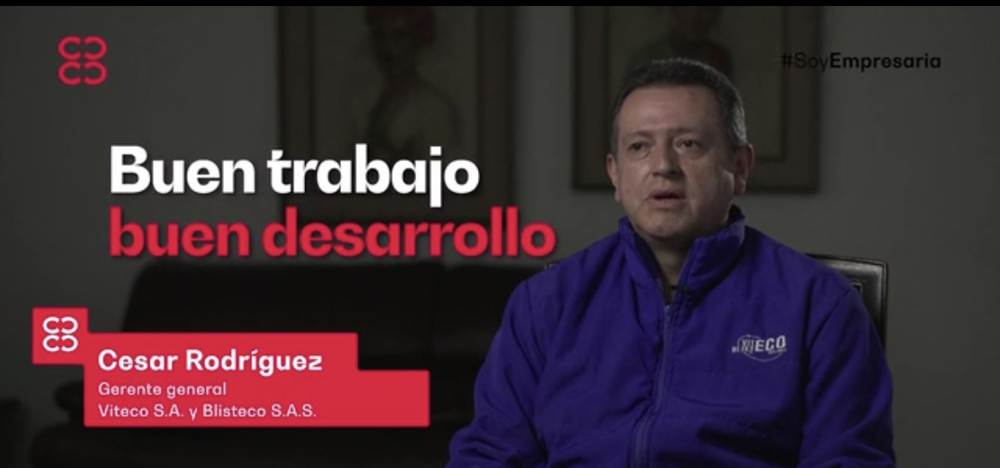 #SoyEmpresaria
Buen trabajo
buen desarrollo
Cesar Rodríguez
Gerente general
Viteco S.A. y Blisteco S.A.S.